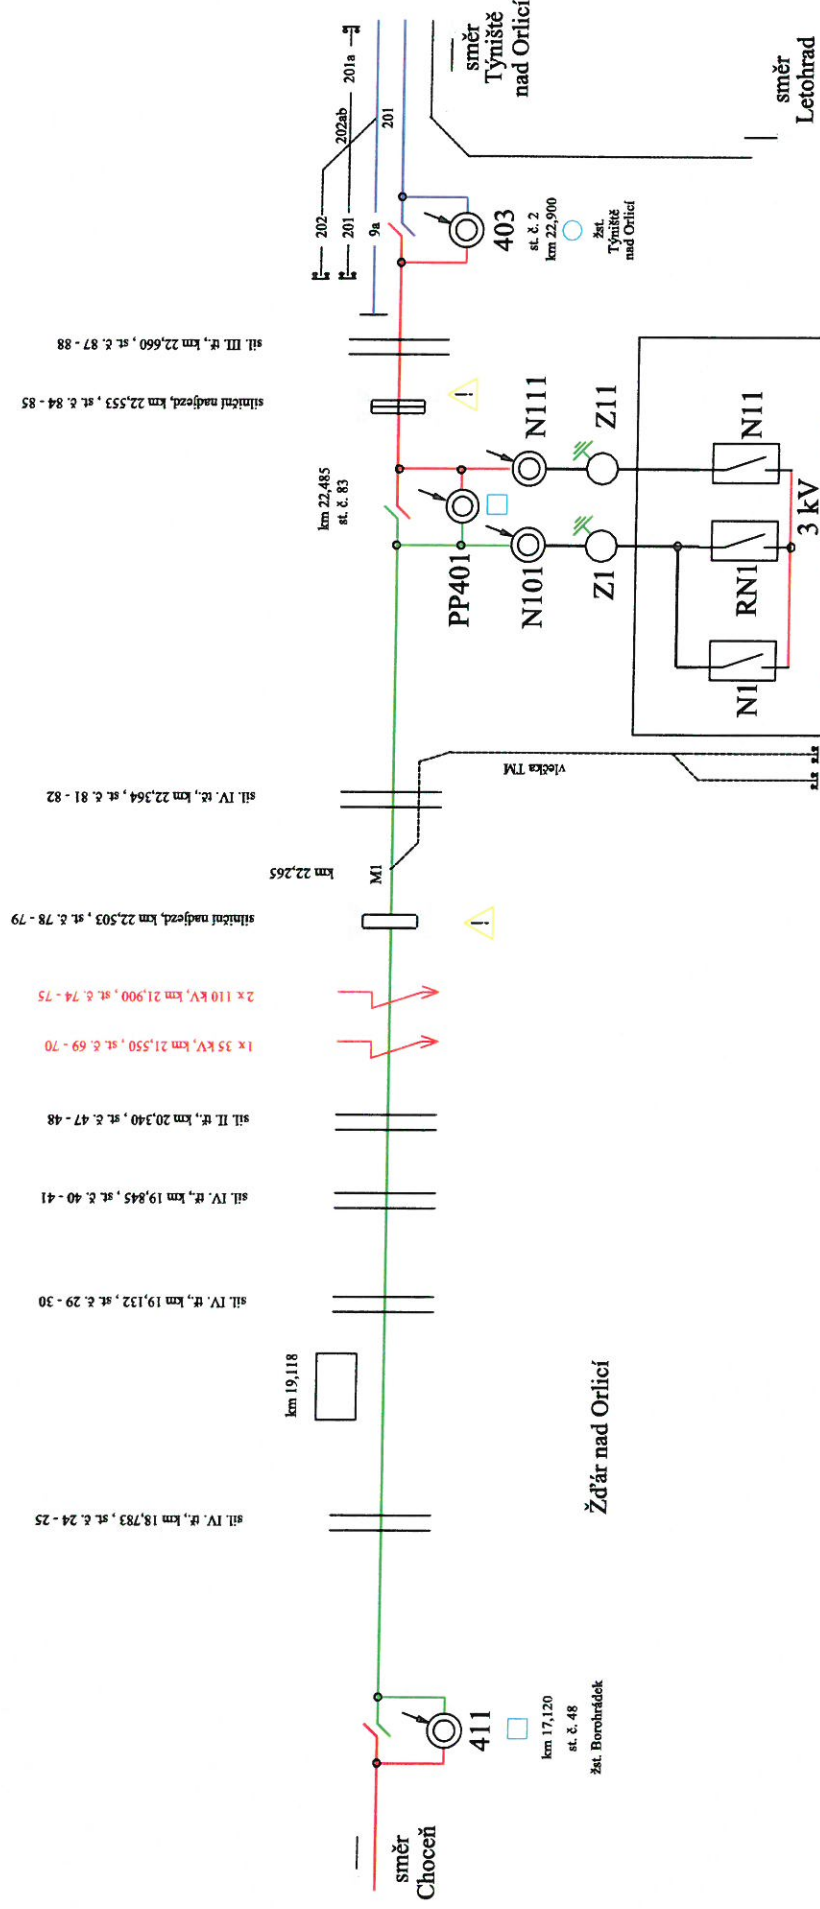 směr
Týniště
nad Orlicí
směr
Letohrad
201a
202ab
201
202
201
9a
403
st. č. 2
km 22,900
žst.
Týniště
nad Orlicí
sil. III. tř., km 22,660 , st. č. 87 - 88
silniční nadjezd, km 22,553 , st. č. 84 - 85
!
km 22,485
st. č. 83
PP401
N111
N101
Z11
Z1
N11
RN1
N1
3 kV
sil. IV. tč., km 22,364 , st. č. 81 - 82
vlečka TM
km 22,265
M1
silniční nadjezd, km 22,503 , st. č. 78 - 79
!
2 x 110 kV, km 21,900 , st. č. 74 - 75
1x 35 kV, km 21,550 , st. č. 69 - 70
sil. II. tř., km 20,340 , st. č. 47 - 48
sil. IV. tř., km 19,845 , st. č. 40 - 41
sil. IV. tř., km 19,132 , st. č. 29 - 30
km 19,118
Žďár nad Orlicí
sil. IV. tř., km 18,783 , st. č. 24 - 25
411
km 17,120
st. č. 48
žst. Borohrádek
směr
Choceň